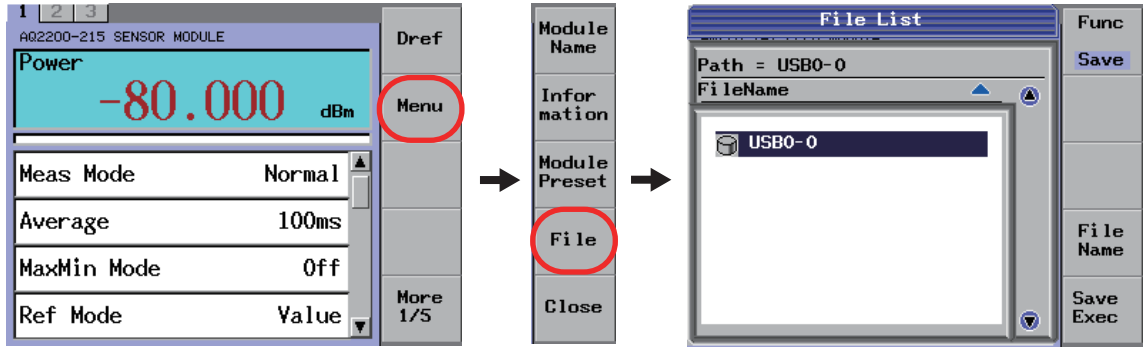 1 2 3
AQ2200-215 SENSOR MODULE
Power
-80.000 dBm
Meas Mode Normal
Average 100ms
MaxMin Mode Off
Ref Mode Value
Dref
Menu
More
1/5
Module
Name
Infor
mation
Module
Preset
File
Close
File List
Path = USB0-0
FileName
USB0-0
Func
Save
File
Name
Save
Exec